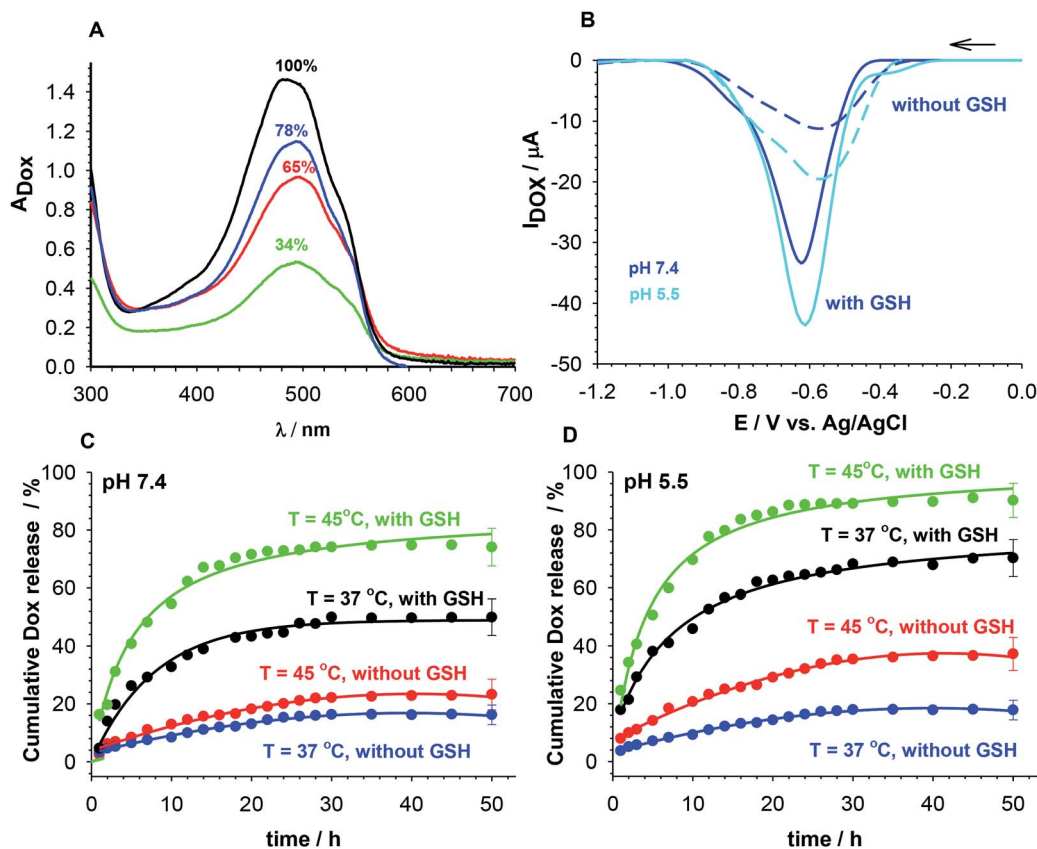 A
100%
78%
65%
34%
1.4
1.2
1.0
0.8
0.6
0.4
0.2
0.0
A_Dox
300 400 500 600 700
λ / nm
B
0
-10
-20
-30
-40
-50
I_DOX / μA
without GSH
pH 7.4
pH 5.5
with GSH
-1.2 -1.0 -0.8 -0.6 -0.4 -0.2 0.0
E / V vs. Ag/AgCl
C
pH 7.4
100
80
60
40
20
0
Cumulative Dox release / %
T = 45°C, with GSH
T = 37 °C, with GSH
T = 45 °C, without GSH
T = 37 °C, without GSH
0 10 20 30 40 50
time / h
D
pH 5.5
100
80
60
40
20
0
Cumulative Dox release / %
T = 45°C, with GSH
T = 37 °C, with GSH
T = 45 °C, without GSH
T = 37 °C, without GSH
0 10 20 30 40 50
time / h